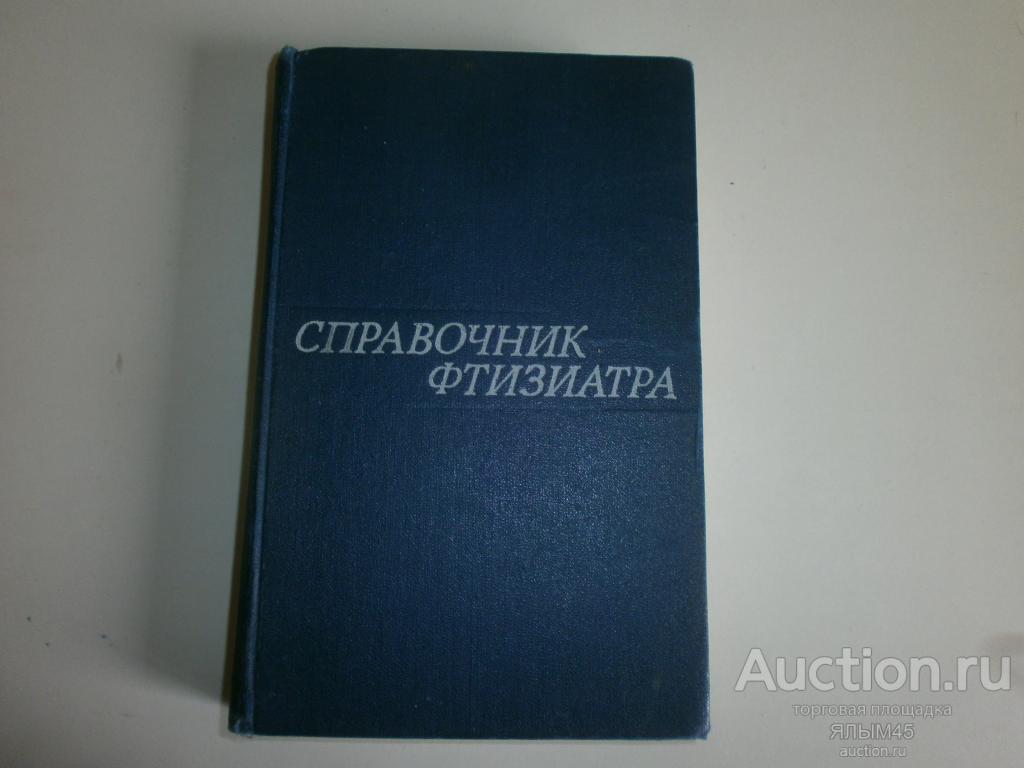 СПРАВОЧНИК
ФТИЗИАТРА
Auction.ru
торговая площадка
ЯЛЫМ45
auction.ru